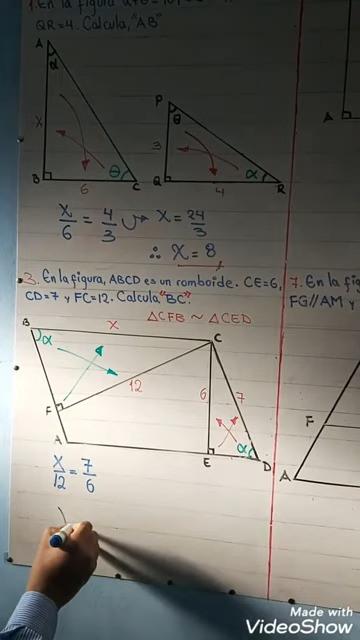 1. En la figura α+θ=
QR=4. Calcula, "AB"
A
α
x
B
6
θ
C
P
θ
3
Q
4
α
R
x/6 = 4/3 → x = 24/3
∴ x = 8
3. En la figura, ABCD es un romboide. CE=6,
CD=7 y FC=12. Calcula "BC".
△CFB ~ △CED
B
x
C
α
12
6
7
F
A
E
α
D
x/12 = 7/6
A
7. En la fig
FG//AM y
F
A
Made with
VideoShow